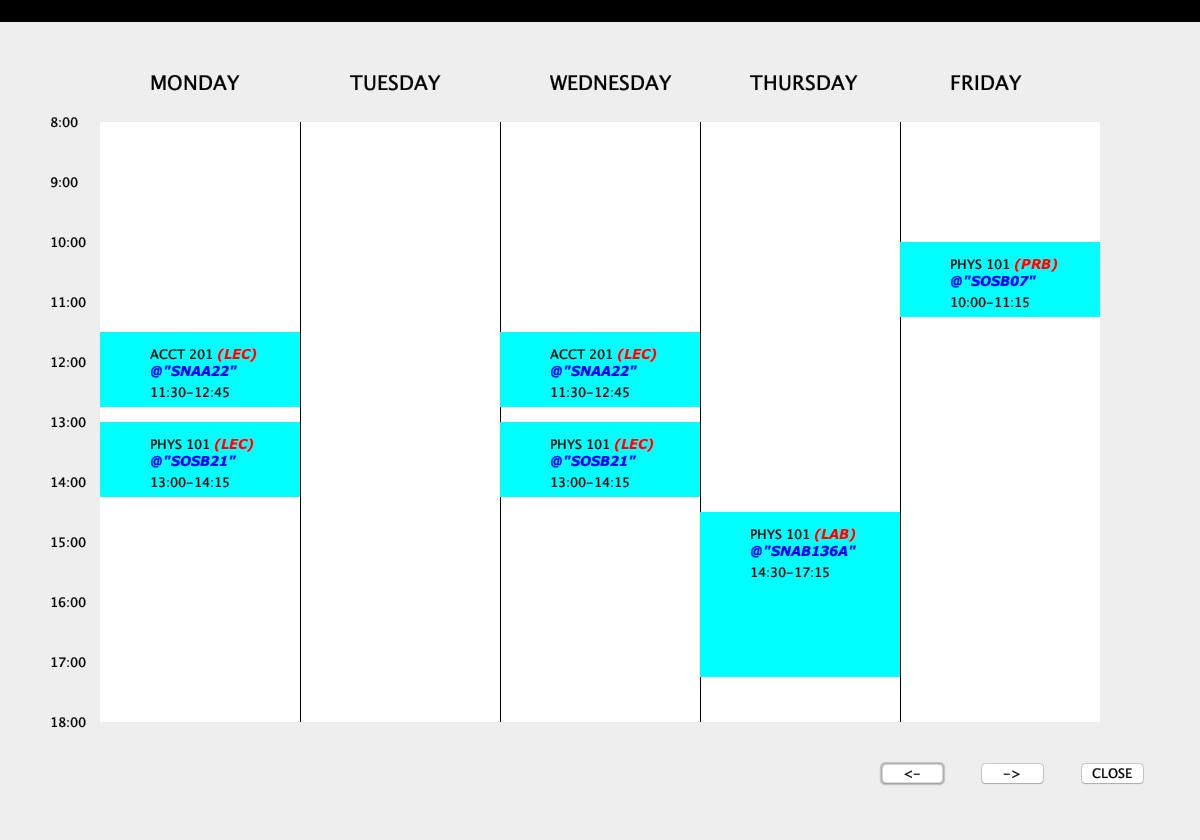 MONDAY TUESDAY WEDNESDAY THURSDAY FRIDAY
8:00
9:00
10:00
PHYS 101 (PRB)
@"SOSB07"
11:00
10:00-11:15
ACCT 201 (LEC) ACCT 201 (LEC)
12:00
@"SNAA22" @"SNAA22"
11:30-12:45 11:30-12:45
13:00
PHYS 101 (LEC) PHYS 101 (LEC)
@"SOSB21" @"SOSB21"
14:00
13:00-14:15 13:00-14:15
PHYS 101 (LAB)
15:00
@"SNAB136A"
14:30-17:15
16:00
17:00
18:00
<- -> CLOSE